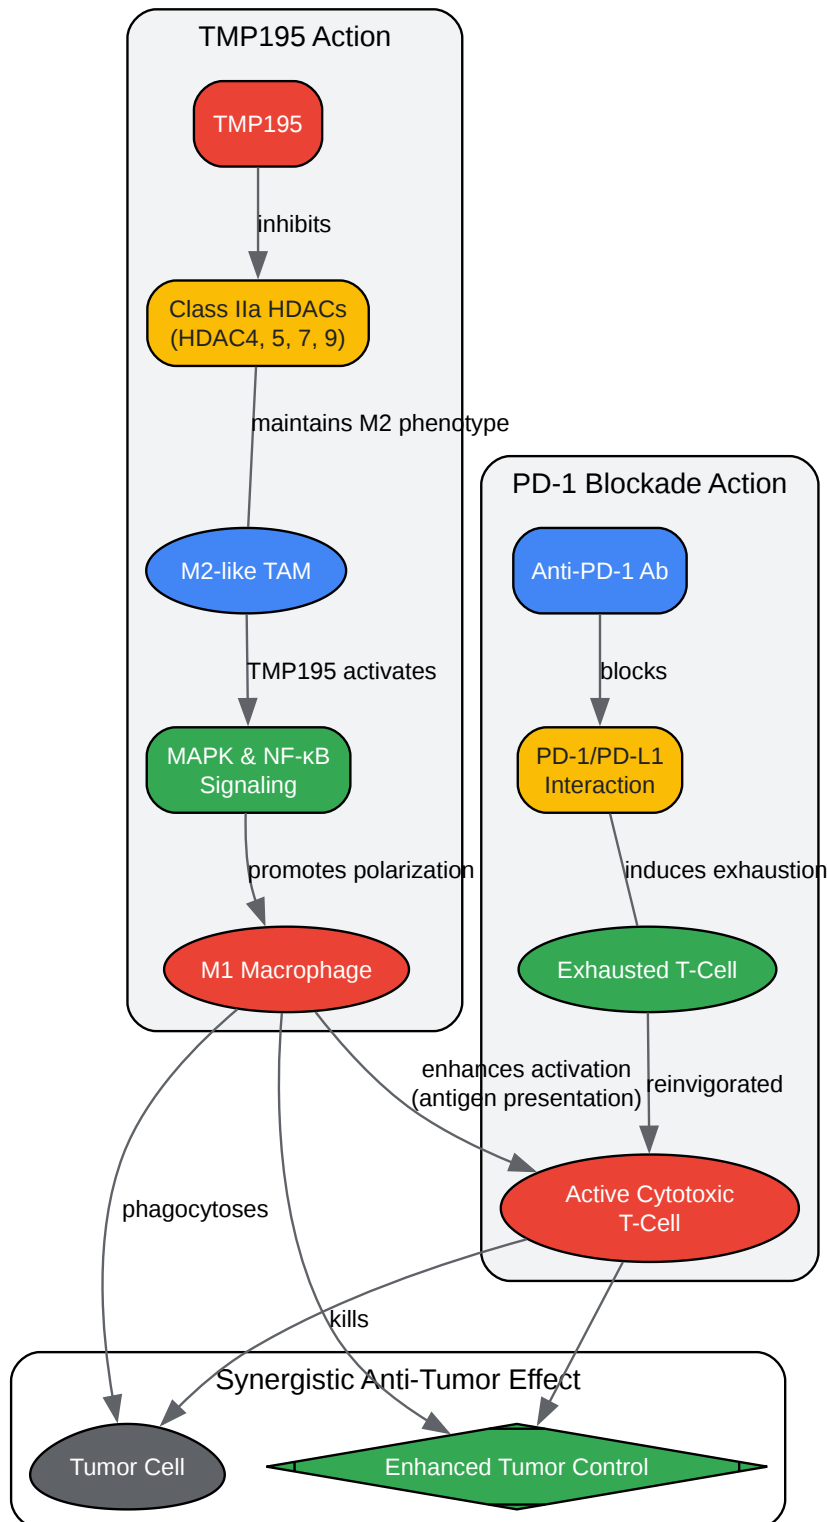 TMP195 Action
TMP195
inhibits
Class IIa HDACs
(HDAC4, 5, 7, 9)
maintains M2 phenotype
PD-1 Blockade Action
M2-like TAM
Anti-PD-1 Ab
TMP195 activates
blocks
MAPK & NF-κB
Signaling
PD-1/PD-L1
Interaction
promotes polarization
induces exhaustion
M1 Macrophage
Exhausted T-Cell
enhances activation
(antigen presentation)
reinvigorated
Active Cytotoxic
T-Cell
phagocytoses
kills
Synergistic Anti-Tumor Effect
Tumor Cell
Enhanced Tumor Control